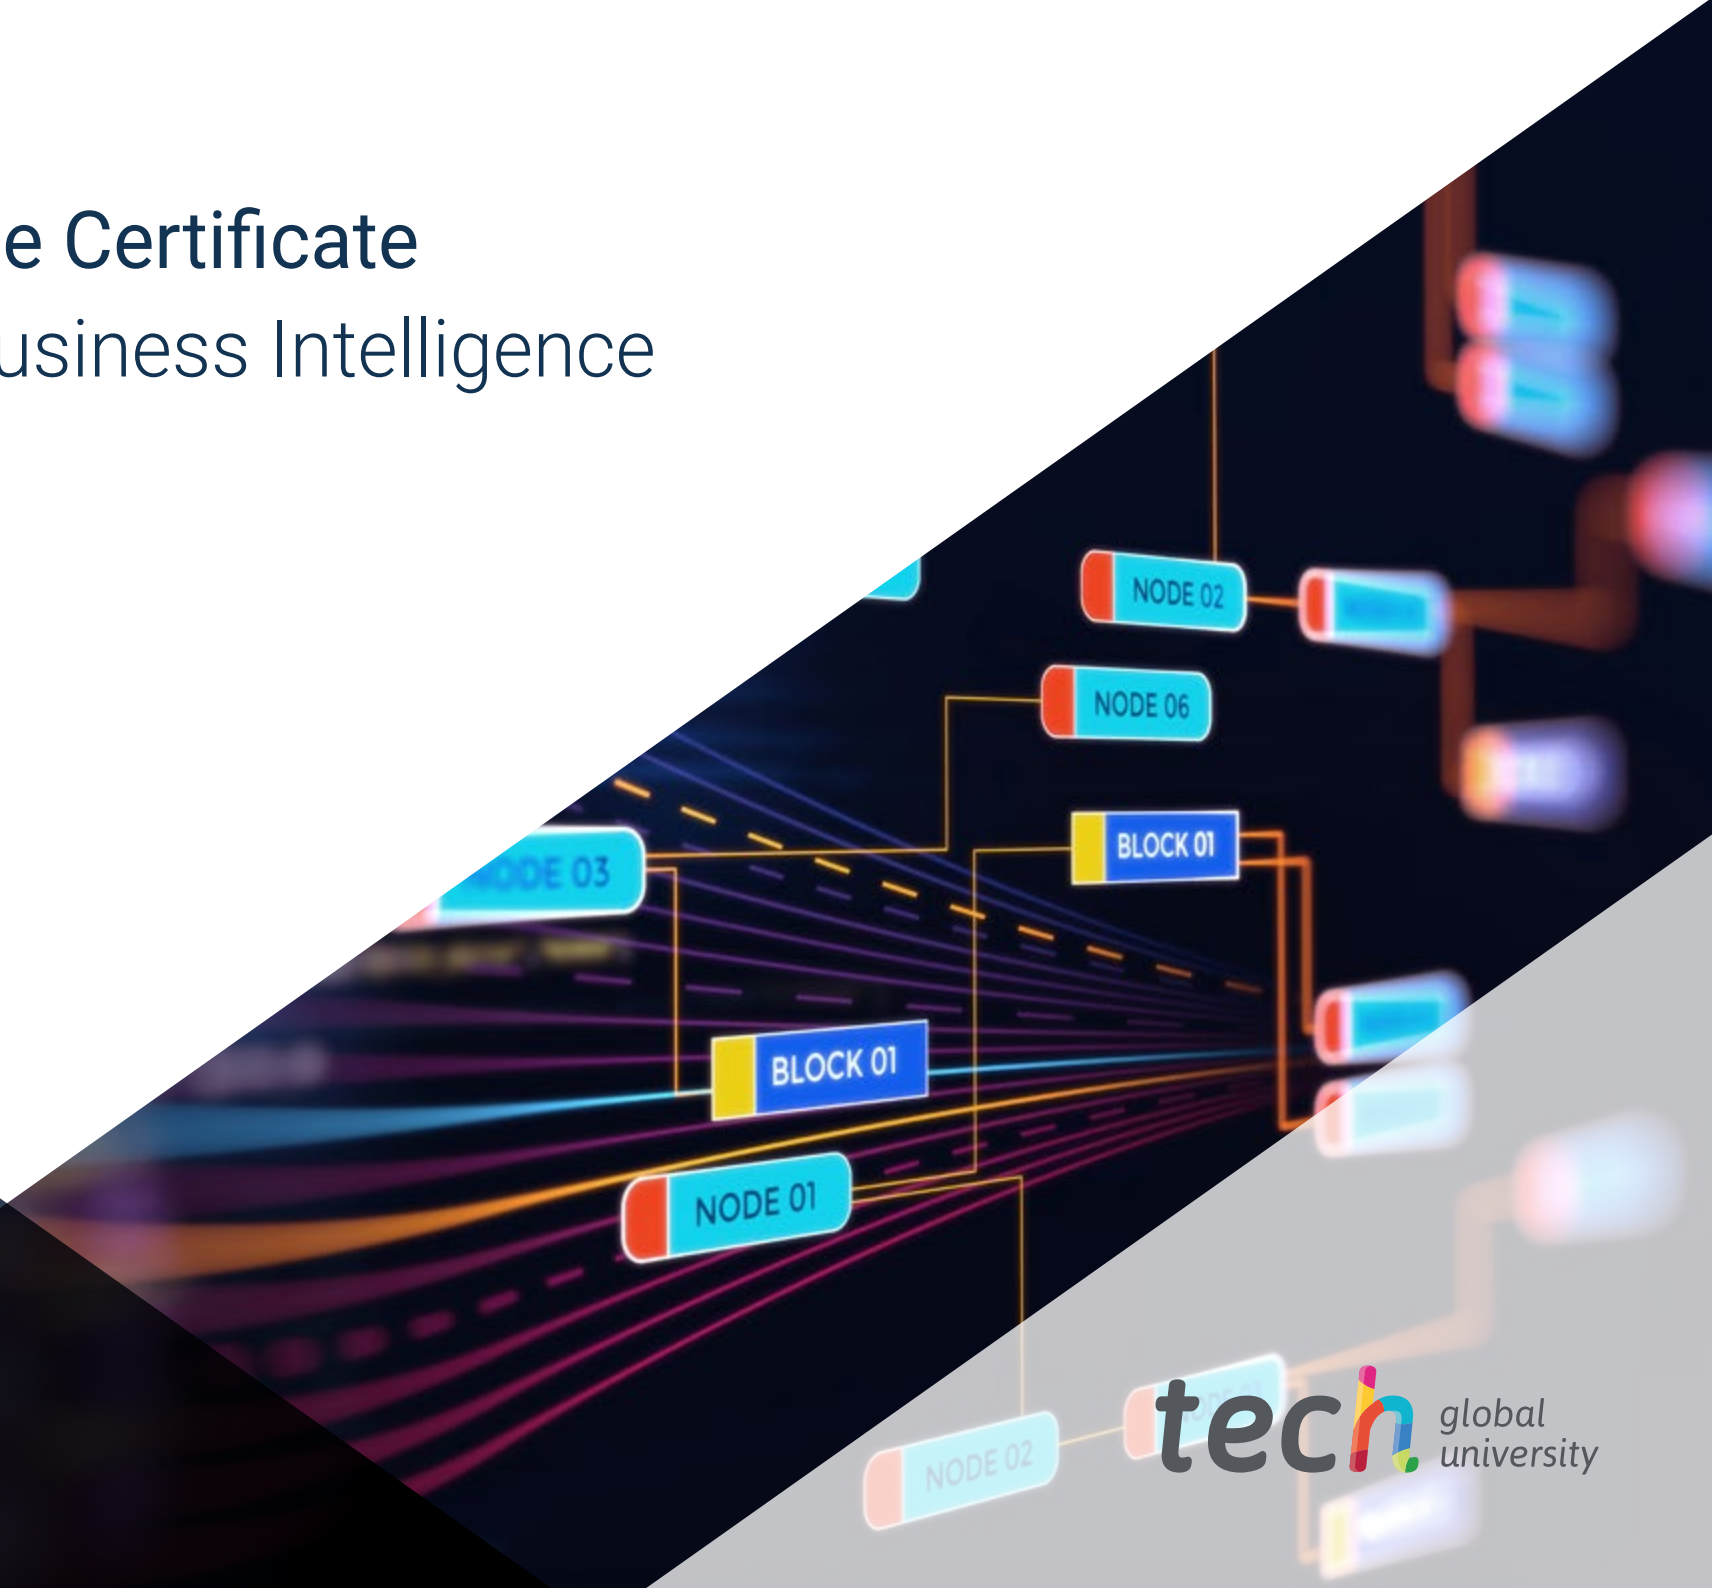 e Certificate
usiness Intelligence
NODE 02
NODE 06
BLOCK 01
NODE 03
BLOCK 01
NODE 01
NODE 02
tech global
university